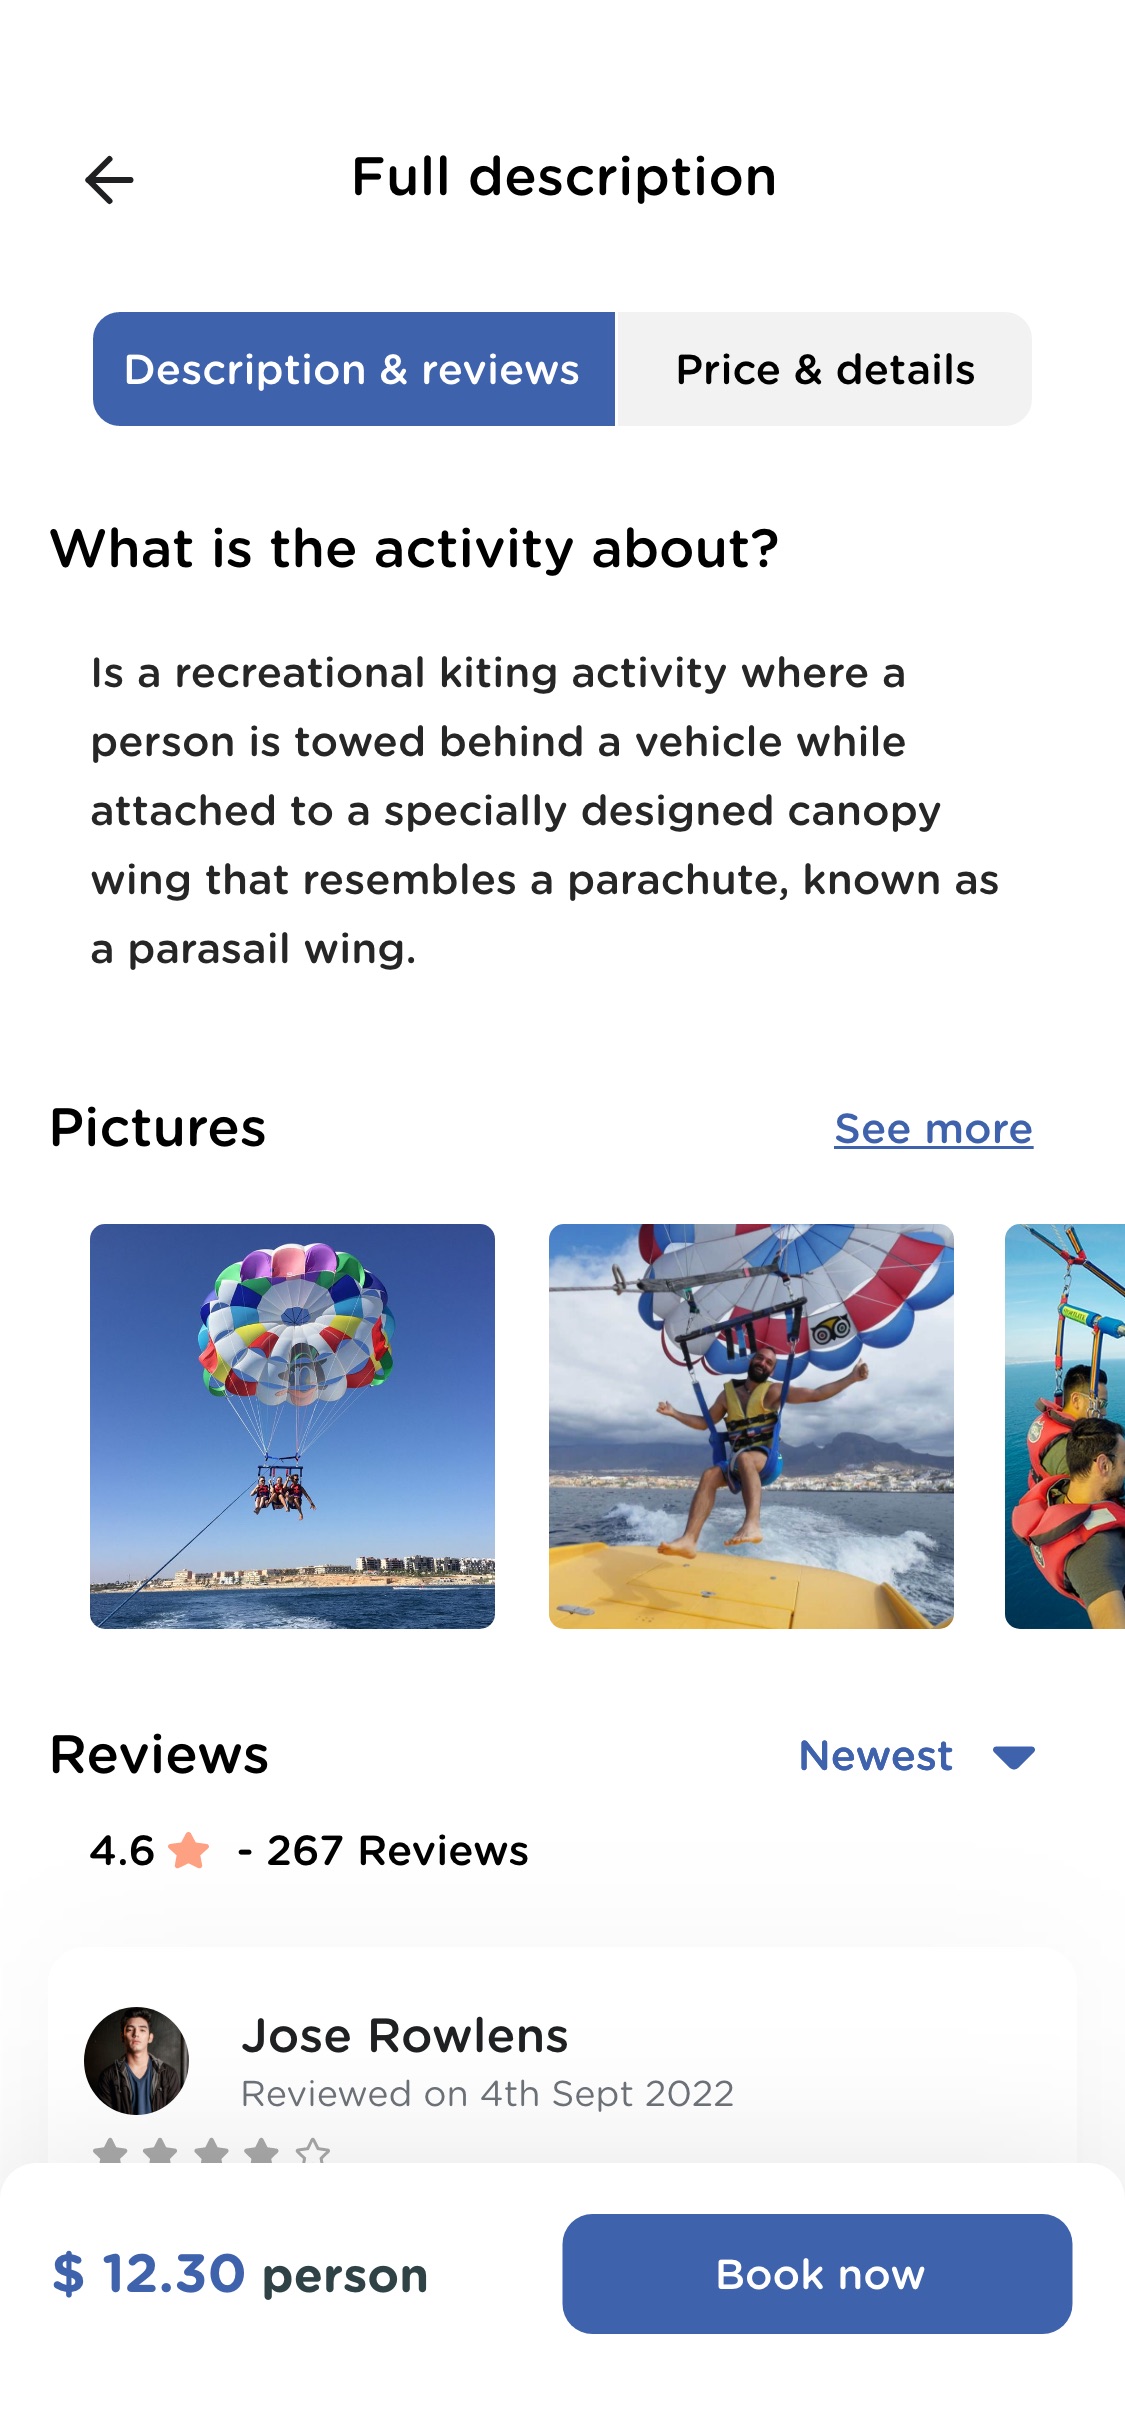 Full description
Description & reviews
Price & details
What is the activity about?
Is a recreational kiting activity where a
person is towed behind a vehicle while
attached to a specially designed canopy
wing that resembles a parachute, known as
a parasail wing.
Pictures
See more
Reviews
Newest
4.6 - 267 Reviews
Jose Rowlens
Reviewed on 4th Sept 2022
$ 12.30 person
Book now